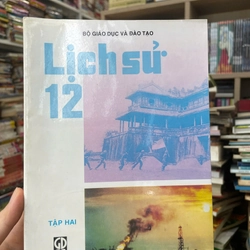 BỘ GIÁO DỤC VÀ ĐÀO TẠO
Lịch sử
12
TẬP HAI
GD